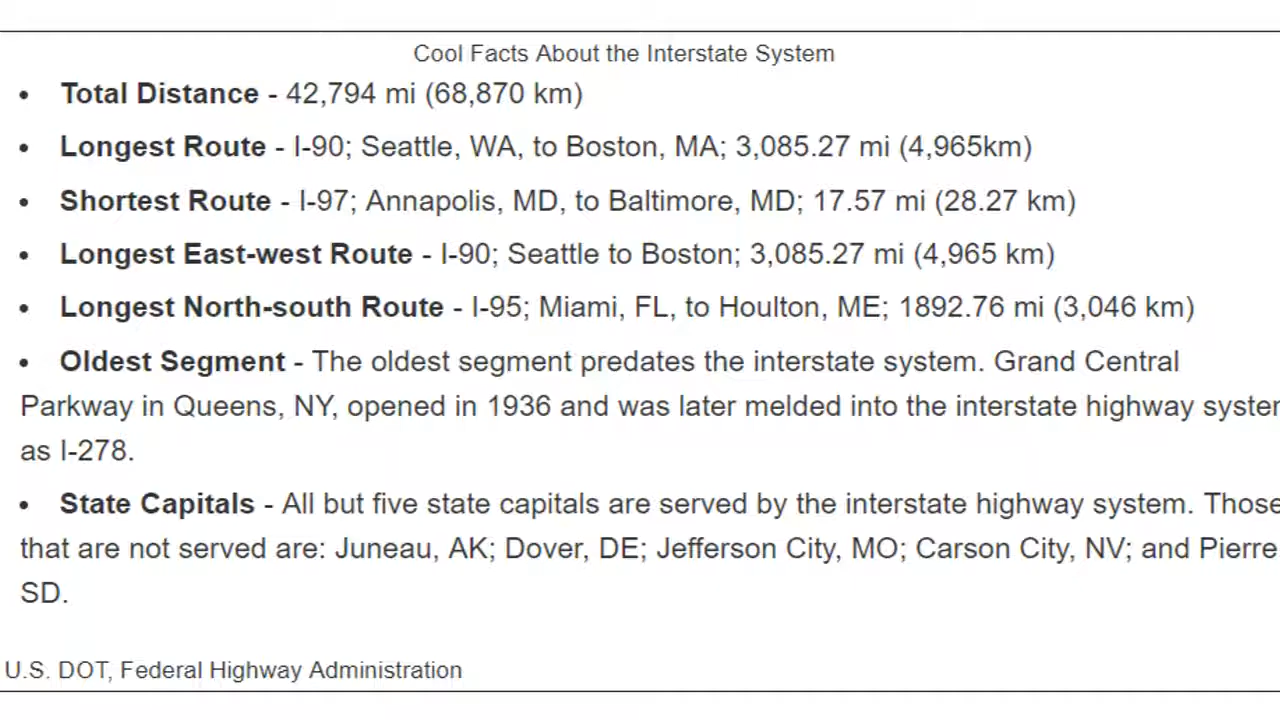 Cool Facts About the Interstate System
• Total Distance - 42,794 mi (68,870 km)
• Longest Route - I-90; Seattle, WA, to Boston, MA; 3,085.27 mi (4,965km)
• Shortest Route - I-97; Annapolis, MD, to Baltimore, MD; 17.57 mi (28.27 km)
• Longest East-west Route - I-90; Seattle to Boston; 3,085.27 mi (4,965 km)
• Longest North-south Route - I-95; Miami, FL, to Houlton, ME; 1892.76 mi (3,046 km)
• Oldest Segment - The oldest segment predates the interstate system. Grand Central
Parkway in Queens, NY, opened in 1936 and was later melded into the interstate highway system
as I-278.
• State Capitals - All but five state capitals are served by the interstate highway system. Those
that are not served are: Juneau, AK; Dover, DE; Jefferson City, MO; Carson City, NV; and Pierre
SD.
U.S. DOT, Federal Highway Administration